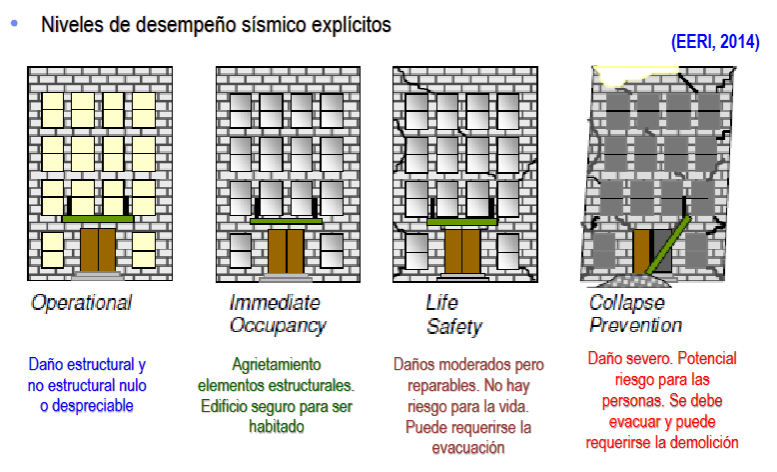 • Niveles de desempeño sísmico explícitos
(EERI, 2014)
Operational
Daño estructural y
no estructural nulo
o despreciable
Immediate
Occupancy
Agrietamiento
elementos estructurales.
Edificio seguro para ser
habitado
Life
Safety
Daños moderados pero
reparables. No hay
riesgo para la vida.
Puede requerirse la
evacuación
Collapse
Prevention
Daño severo. Potencial
riesgo para las
personas. Se debe
evacuar y puede
requerirse la demolición